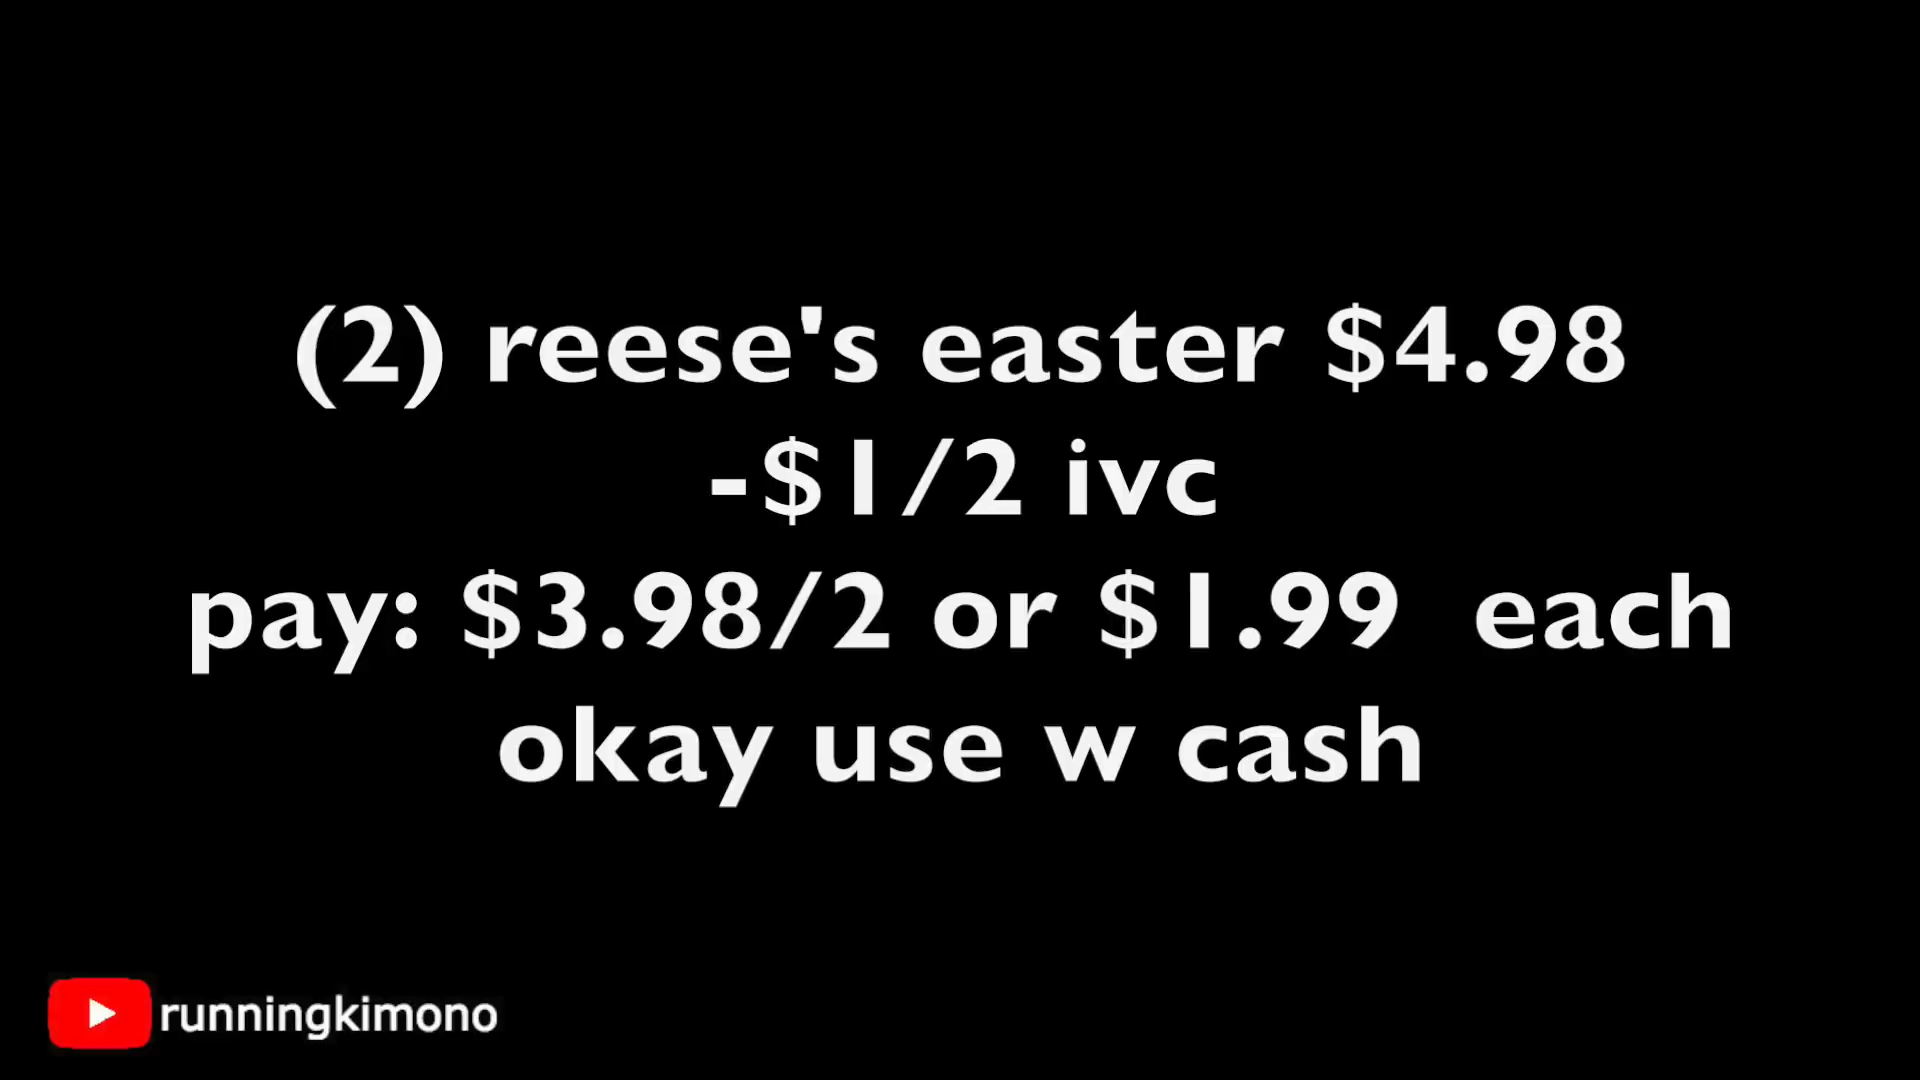 (2) reese's easter $4.98
-$1/2 ivc
pay: $3.98/2 or $1.99 each
okay use w cash
runningkimono